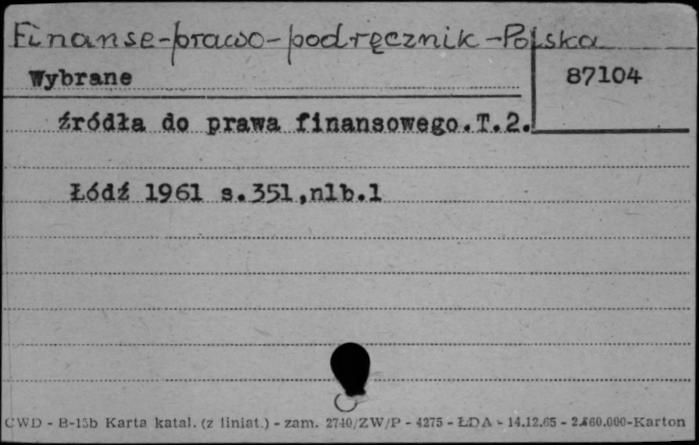 Finanse-prawo-podręcznik-Polska
Wybrane
87104
źródła do prawa finansowego.T.2.
Łódź 1961 s.351,nlb.1
CWD - B-15b Karta katal. (z liniat.) - zam. 2740/ZW/P - 4275 - ŁDA - 14.12.65 - 2.560.000-Karton